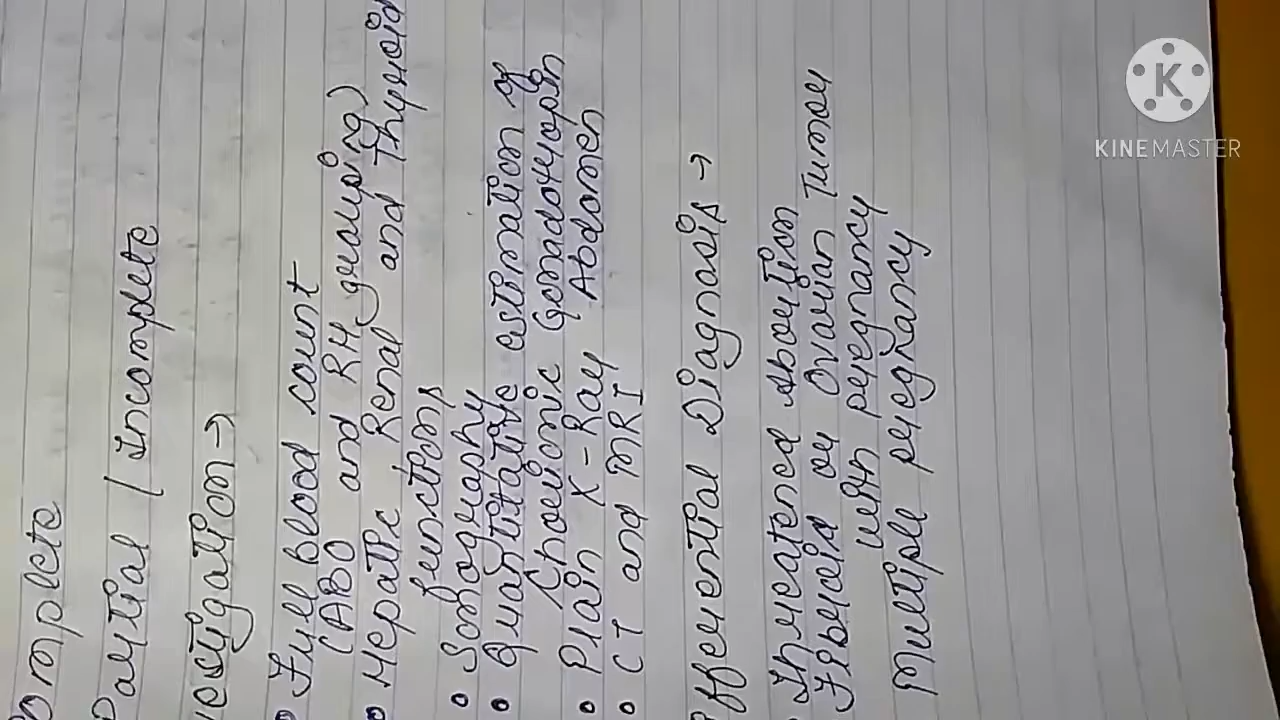 omplete
Partial / Incomplete
vestigation →
• Full blood count
(ABO and RH grouping)
• Hepatic, Renal and Thyroid
functions
• Sonography
• Quantitative estimation of
Chorionic Gonadotropin
• Plain X-Ray Abdomen
• CT and MRI
ifferential Diagnosis →
• Threatened Abortion
Fibroid or Ovarian Tumor
with pregnancy
Multiple pregnancy
KINEMASTER